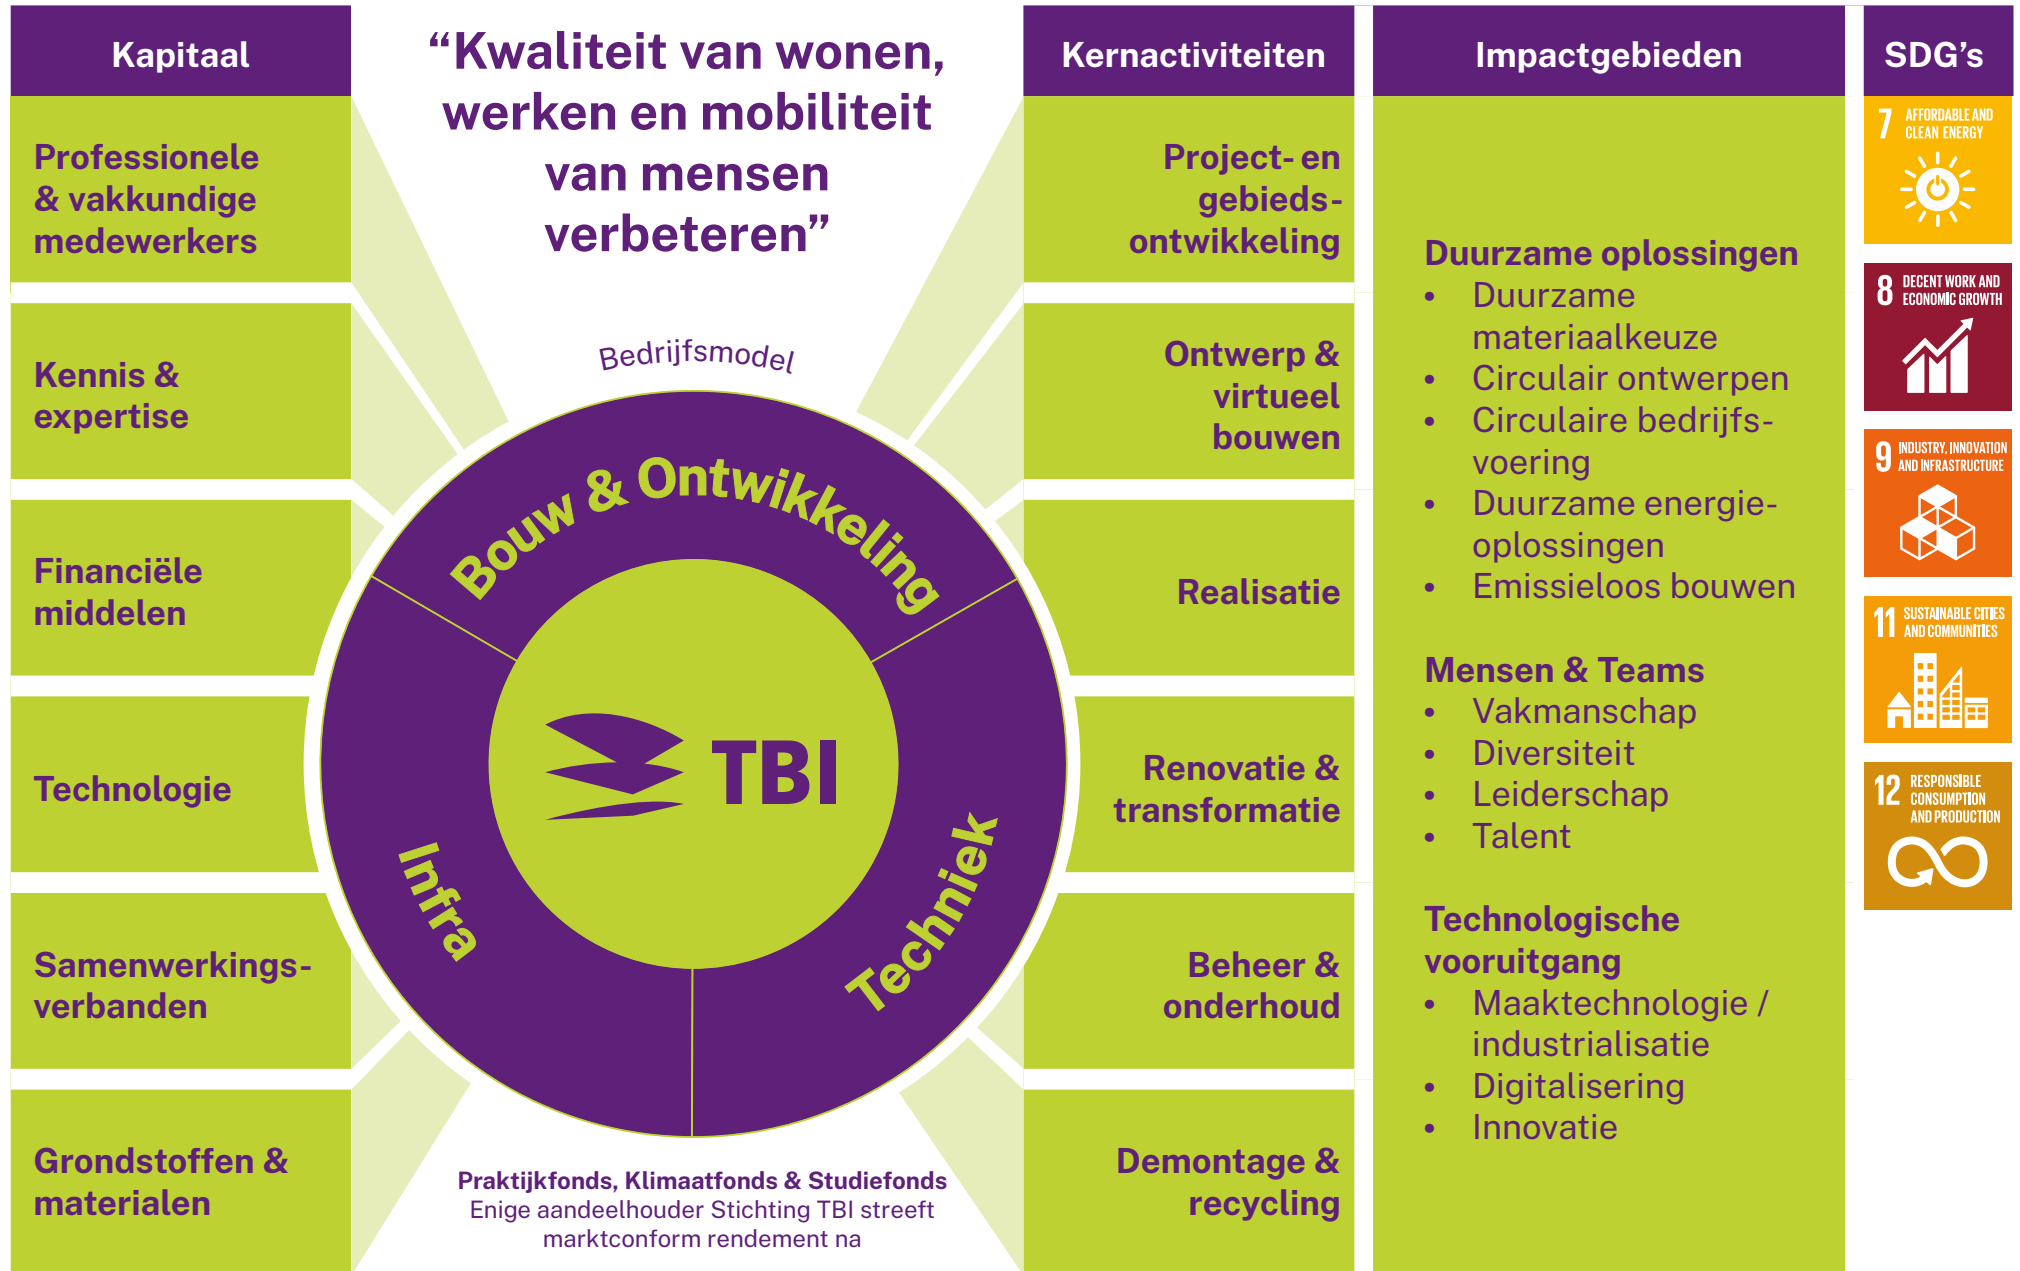 Kapitaal
Professionele
& vakkundige
medewerkers
Kennis &
expertise
Financiële
middelen
Technologie
Samenwerkings-
verbanden
Grondstoffen &
materialen
“Kwaliteit van wonen,
werken en mobiliteit
van mensen
verbeteren”
Bedrijfsmodel
Bouw & Ontwikkeling
Infra
Techniek
TBI
Praktijkfonds, Klimaatfonds & Studiefonds
Enige aandeelhouder Stichting TBI streeft
marktconform rendement na
Kernactiviteiten
Project- en
gebieds-
ontwikkeling
Ontwerp &
virtueel
bouwen
Realisatie
Renovatie &
transformatie
Beheer &
onderhoud
Demontage &
recycling
Impactgebieden
Duurzame oplossingen
• Duurzame
materiaalkeuze
• Circulair ontwerpen
• Circulaire bedrijfs-
voering
• Duurzame energie-
oplossingen
• Emissieloos bouwen
Mensen & Teams
• Vakmanschap
• Diversiteit
• Leiderschap
• Talent
Technologische
vooruitgang
• Maaktechnologie /
industrialisatie
• Digitalisering
• Innovatie
SDG’s
7 AFFORDABLE AND
CLEAN ENERGY
8 DECENT WORK AND
ECONOMIC GROWTH
9 INDUSTRY, INNOVATION
AND INFRASTRUCTURE
11 SUSTAINABLE CITIES
AND COMMUNITIES
12 RESPONSIBLE
CONSUMPTION
AND PRODUCTION